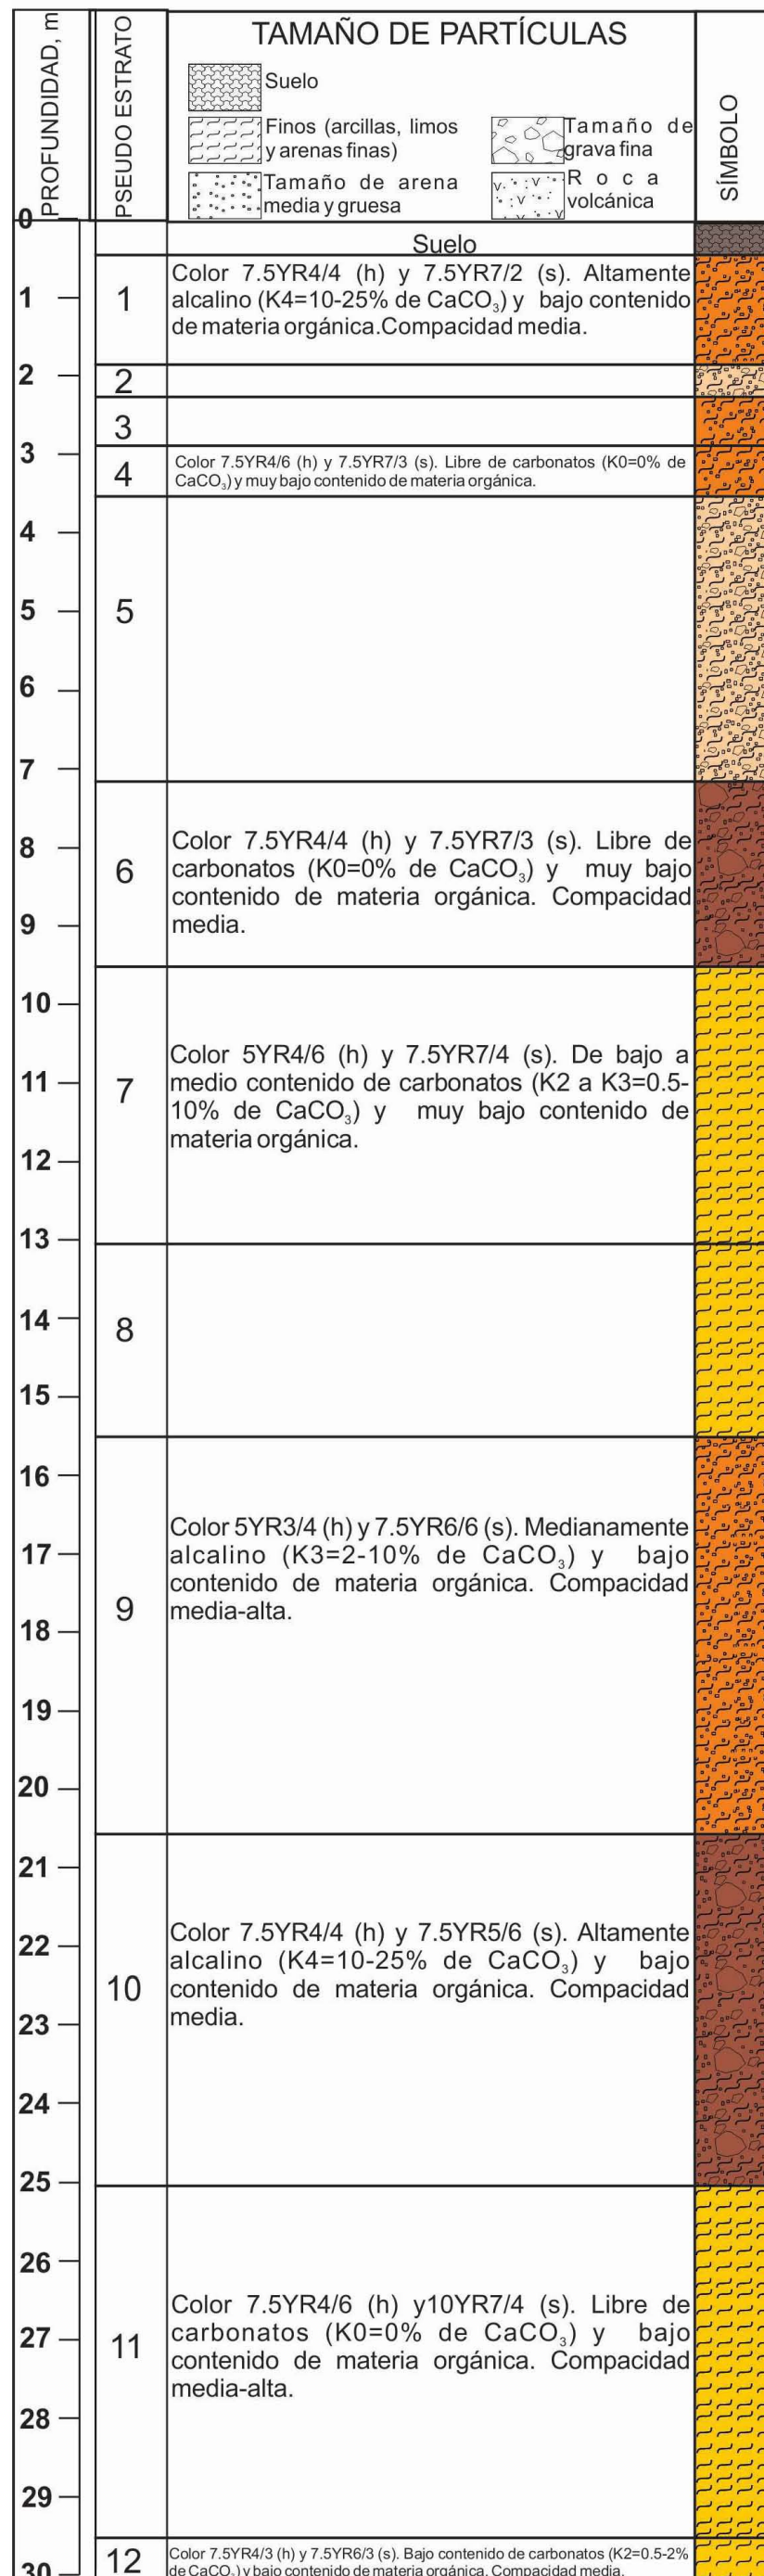 PROFUNDIDAD, m
PSEUDO ESTRATO
TAMAÑO DE PARTÍCULAS
Suelo
Finos (arcillas, limos
y arenas finas)
Tamaño de arena
media y gruesa
Tamaño de
grava fina
Roca
volcánica
SÍMBOLO
0
Suelo
1
1
Color 7.5YR4/4 (h) y 7.5YR7/2 (s). Altamente
alcalino (K4=10-25% de CaCO₃) y bajo contenido
de materia orgánica.Compacidad media.
2
2
3
3
4
Color 7.5YR4/6 (h) y 7.5YR7/3 (s). Libre de carbonatos (K0=0% de
CaCO₃) y muy bajo contenido de materia orgánica.
4
5
5
6
7
8
6
Color 7.5YR4/4 (h) y 7.5YR7/3 (s). Libre de
carbonatos (K0=0% de CaCO₃) y muy bajo
contenido de materia orgánica. Compacidad
media.
9
10
11
7
Color 5YR4/6 (h) y 7.5YR7/4 (s). De bajo a
medio contenido de carbonatos (K2 a K3=0.5-
10% de CaCO₃) y muy bajo contenido de
materia orgánica.
12
13
14
8
15
16
17
9
Color 5YR3/4 (h) y 7.5YR6/6 (s). Medianamente
alcalino (K3=2-10% de CaCO₃) y bajo
contenido de materia orgánica. Compacidad
media-alta.
18
19
20
21
22
10
Color 7.5YR4/4 (h) y 7.5YR5/6 (s). Altamente
alcalino (K4=10-25% de CaCO₃) y bajo
contenido de materia orgánica. Compacidad
media.
23
24
25
26
27
11
Color 7.5YR4/6 (h) y10YR7/4 (s). Libre de
carbonatos (K0=0% de CaCO₃) y bajo
contenido de materia orgánica. Compacidad
media-alta.
28
29
12
Color 7.5YR4/3 (h) y 7.5YR6/3 (s). Bajo contenido de carbonatos (K2=0.5-2%
de CaCO₃) y bajo contenido de materia orgánica. Compacidad media.
30